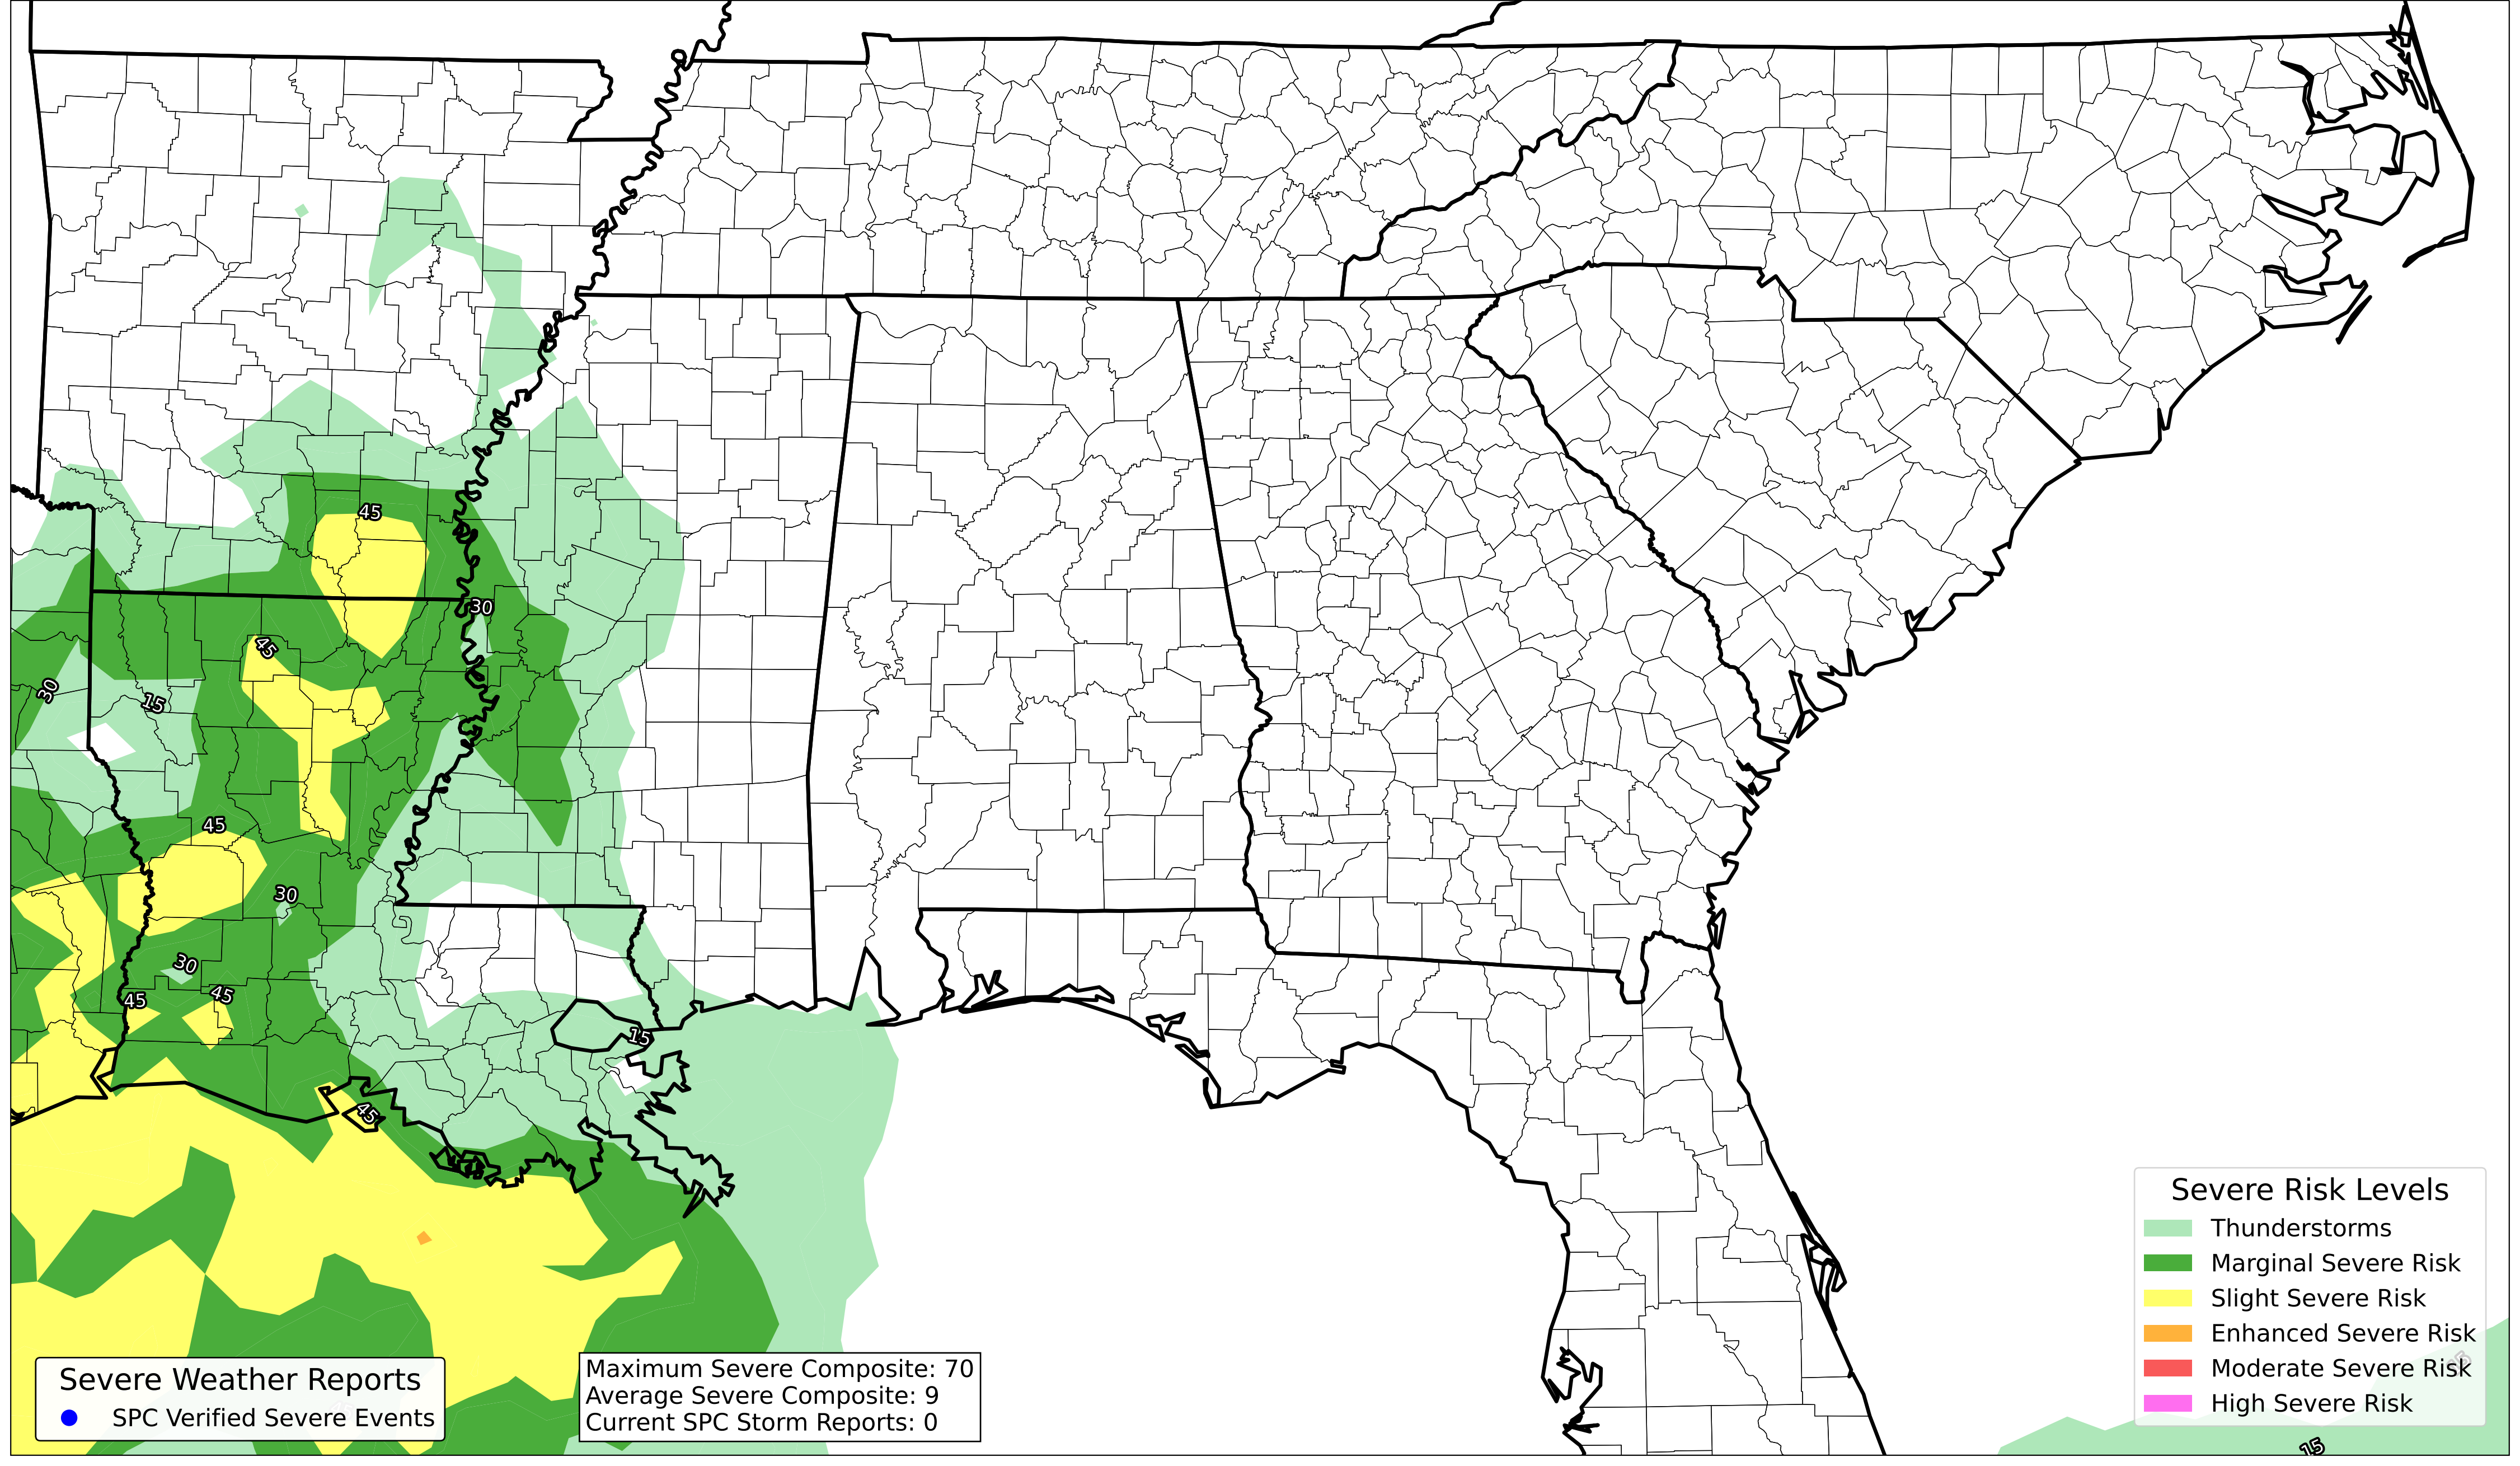 45
30
45
30
15
45
30
30
45
45
15
45
Severe Risk Levels
Thunderstorms
Marginal Severe Risk
Slight Severe Risk
Enhanced Severe Risk
Moderate Severe Risk
High Severe Risk
Severe Weather Reports
SPC Verified Severe Events
Maximum Severe Composite: 70
Average Severe Composite: 9
Current SPC Storm Reports: 0
15